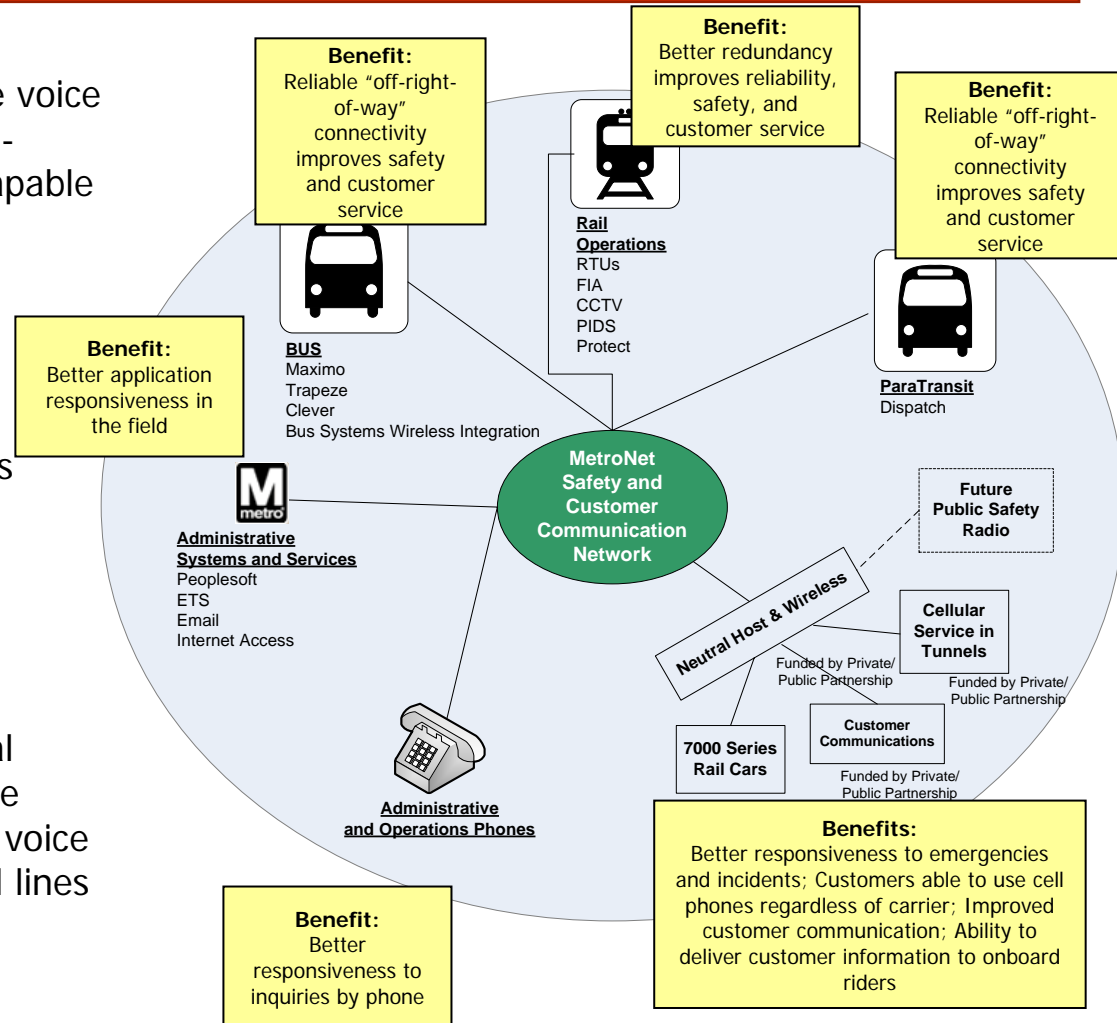 e voice
-
apable
s
al
e
voice
l lines
Benefit:
Reliable “off-right-
of-way”
connectivity
improves safety
and customer
service
Benefit:
Better redundancy
improves reliability,
safety, and
customer service
Benefit:
Reliable “off-right-
of-way”
connectivity
improves safety
and customer
service
Benefit:
Better application
responsiveness in
the field
BUS
Maximo
Trapeze
Clever
Bus Systems Wireless Integration
Rail
Operations
RTUs
FIA
CCTV
PIDS
Protect
ParaTransit
Dispatch
MetroNet
Safety and
Customer
Communication
Network
M
metro
Administrative
Systems and Services
Peoplesoft
ETS
Email
Internet Access
Future
Public Safety
Radio
Neutral Host & Wireless
Cellular
Service in
Tunnels
Funded by Private/
Public Partnership
Funded by Private/
Public Partnership
7000 Series
Rail Cars
Customer
Communications
Funded by Private/
Public Partnership
Administrative
and Operations Phones
Benefit:
Better
responsiveness to
inquiries by phone
Benefits:
Better responsiveness to emergencies
and incidents; Customers able to use cell
phones regardless of carrier; Improved
customer communication; Ability to
deliver customer information to onboard
riders